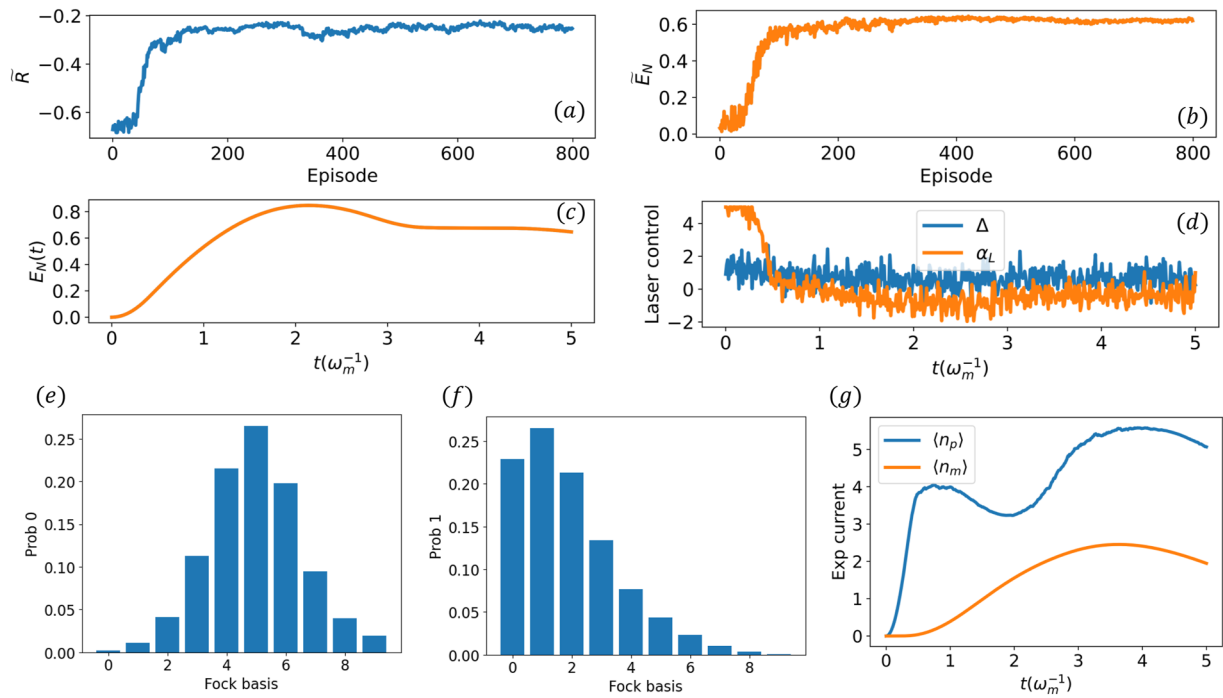 −0.2
−0.4
−0.6
R̃
(a)
0 200 400 600 800
Episode
0.6
0.4
0.2
0.0
Ẽ_N
(b)
0 200 400 600 800
Episode
0.8
0.6
0.4
0.2
0.0
E_N(t)
(c)
0 1 2 3 4 5
t(ω_m^{-1})
4
2
0
−2
Laser control
Δ
α_L
(d)
0 1 2 3 4 5
t(ω_m^{-1})
(e)
0.25
0.20
0.15
0.10
0.05
0.00
Prob 0
0 2 4 6 8
Fock basis
(f)
0.25
0.20
0.15
0.10
0.05
0.00
Prob 1
0 2 4 6 8
Fock basis
(g)
5
4
3
2
1
0
Exp current
⟨n_p⟩
⟨n_m⟩
0 1 2 3 4 5
t(ω_m^{-1})